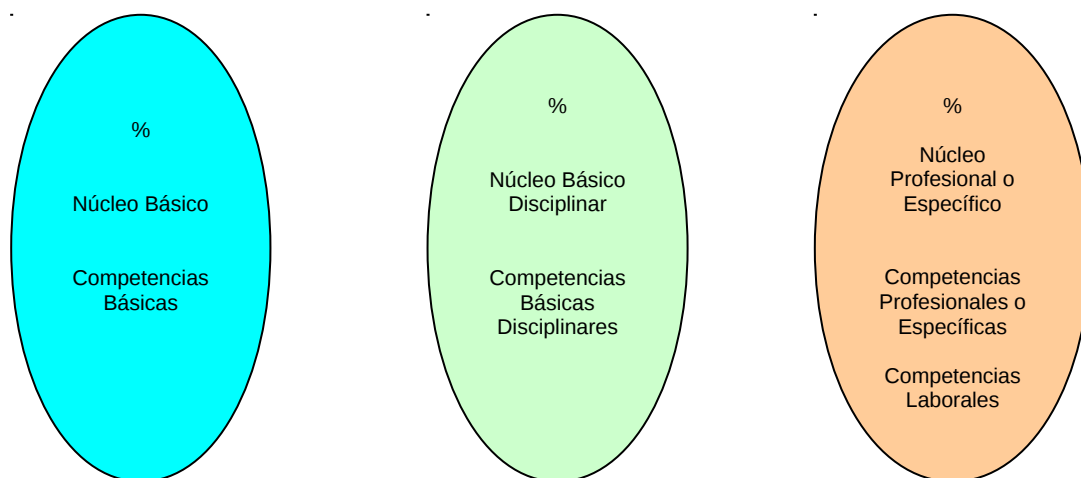 %
Núcleo Básico
Competencias
Básicas
%
Núcleo Básico
Disciplinar
Competencias
Básicas
Disciplinares
%
Núcleo
Profesional o
Específico
Competencias
Profesionales o
Específicas
Competencias
Laborales